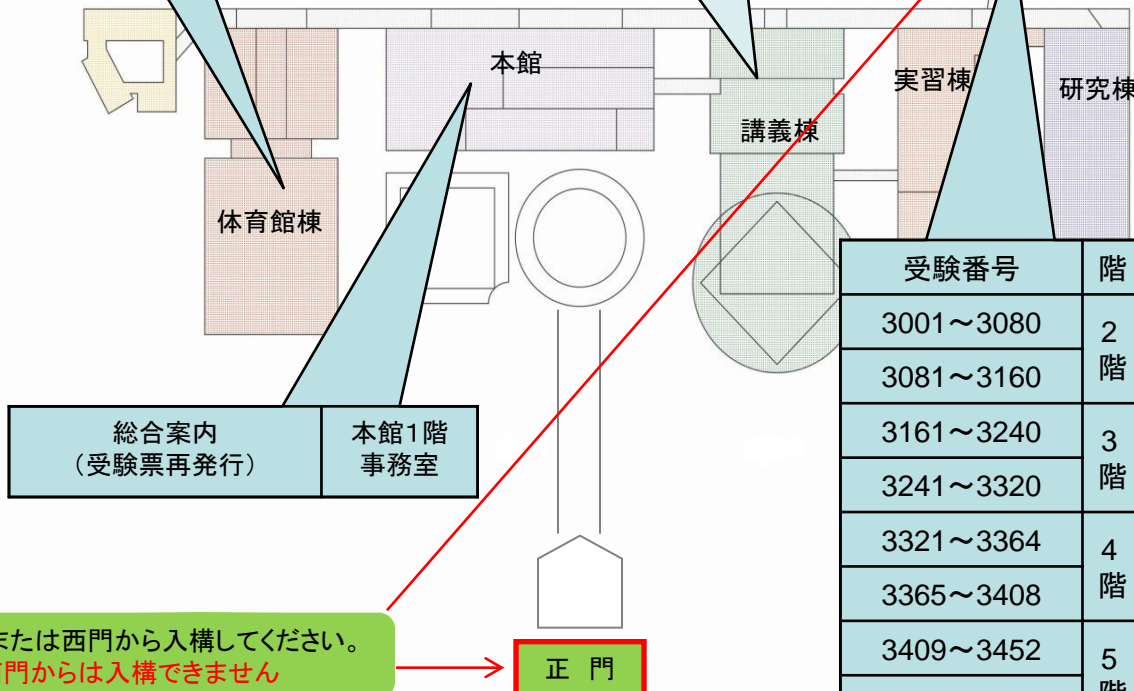 本館
実習棟
研究棟
講義棟
体育館棟
受験番号 階
3001～3080 2階
3081～3160
3161～3240 3階
3241～3320
3321～3364 4階
3365～3408
3409～3452 5階
総合案内
（受験票再発行）
本館1階
事務室
または西門から入構してください。
門からは入構できません
正 門